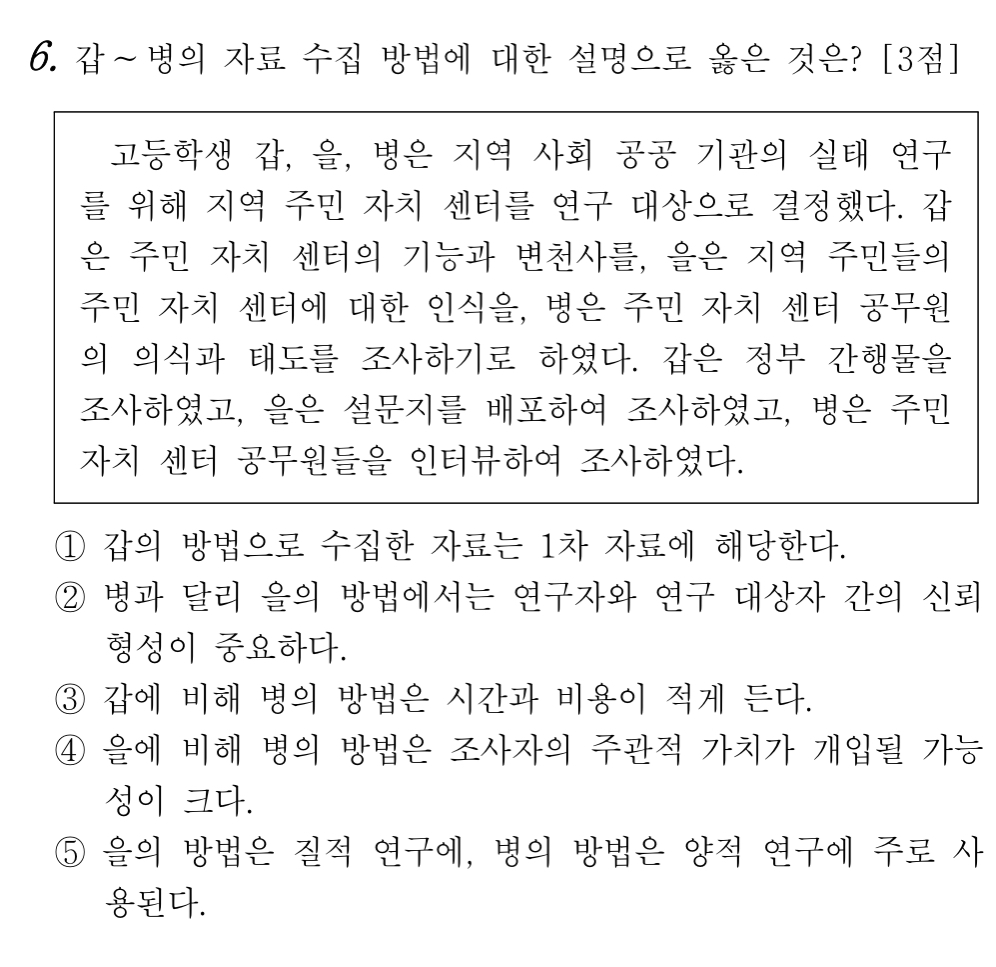 6. 갑～병의 자료 수집 방법에 대한 설명으로 옳은 것은? [3점]
고등학생 갑, 을, 병은 지역 사회 공공 기관의 실태 연구
를 위해 지역 주민 자치 센터를 연구 대상으로 결정했다. 갑
은 주민 자치 센터의 기능과 변천사를, 을은 지역 주민들의
주민 자치 센터에 대한 인식을, 병은 주민 자치 센터 공무원
의 의식과 태도를 조사하기로 하였다. 갑은 정부 간행물을
조사하였고, 을은 설문지를 배포하여 조사하였고, 병은 주민
자치 센터 공무원들을 인터뷰하여 조사하였다.
① 갑의 방법으로 수집한 자료는 1차 자료에 해당한다.
② 병과 달리 을의 방법에서는 연구자와 연구 대상자 간의 신뢰
형성이 중요하다.
③ 갑에 비해 병의 방법은 시간과 비용이 적게 든다.
④ 을에 비해 병의 방법은 조사자의 주관적 가치가 개입될 가능
성이 크다.
⑤ 을의 방법은 질적 연구에, 병의 방법은 양적 연구에 주로 사
용된다.